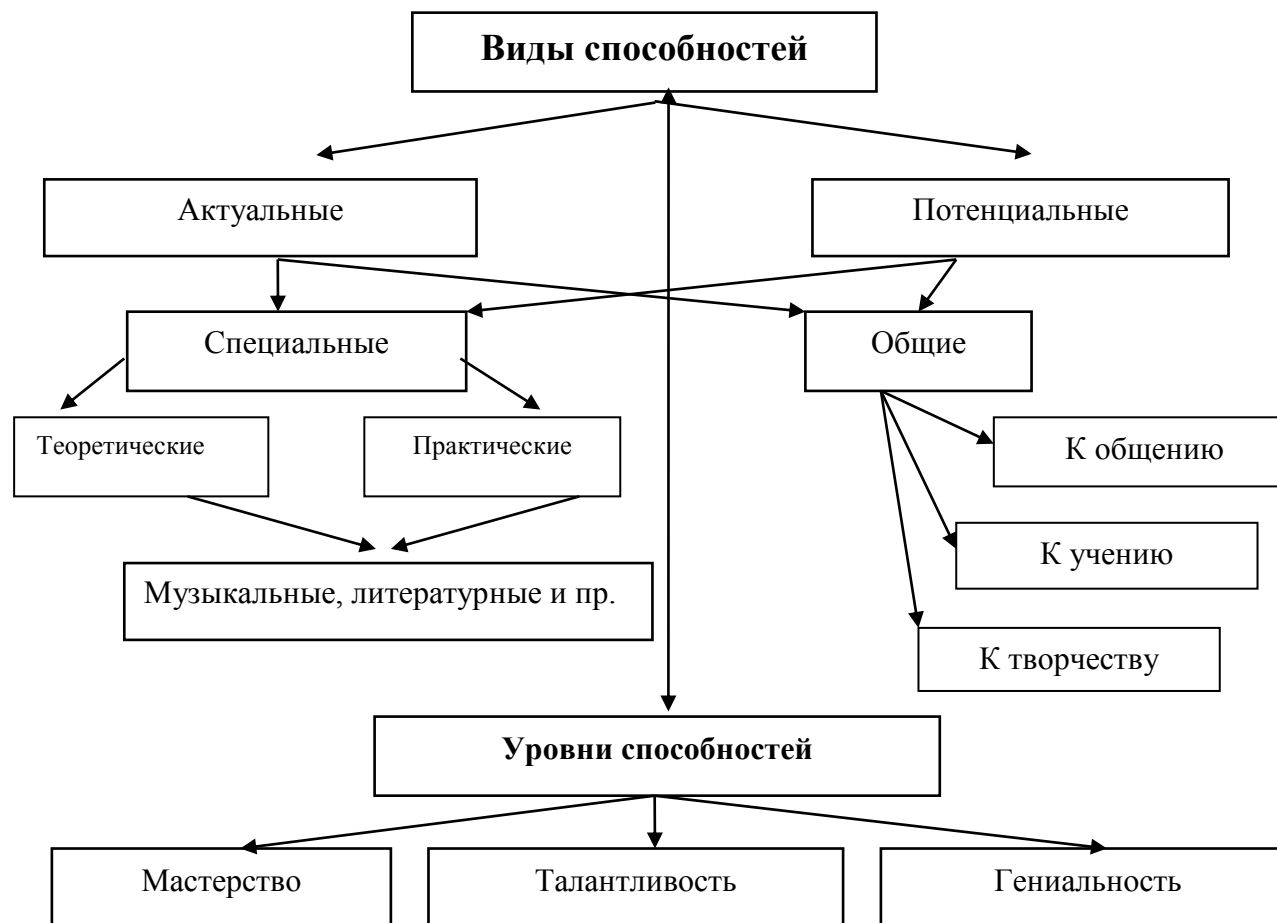 Виды способностей
Актуальные
Потенциальные
Специальные
Общие
Теоретические
Практические
К общению
К учению
Музыкальные, литературные и пр.
К творчеству
Уровни способностей
Мастерство
Талантливость
Гениальность